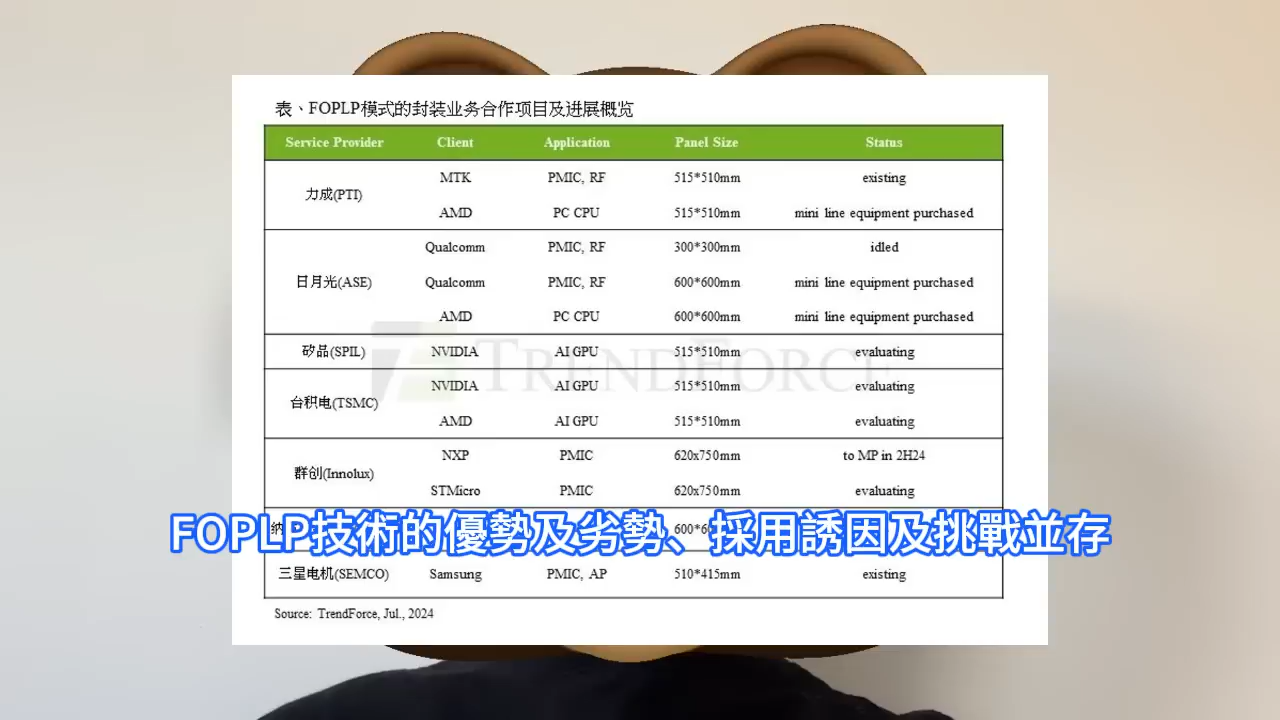 表、FOPLP模式的封装业务合作项目及进展概览
Service Provider Client Application Panel Size Status
力成(PTI) MTK PMIC, RF 515*510mm existing
AMD PC CPU 515*510mm mini line equipment purchased
日月光(ASE) Qualcomm PMIC, RF 300*300mm idled
Qualcomm PMIC, RF 600*600mm mini line equipment purchased
AMD PC CPU 600*600mm mini line equipment purchased
矽品(SPIL) NVIDIA AI GPU 515*510mm evaluating
台积电(TSMC) NVIDIA AI GPU 515*510mm evaluating
AMD AI GPU 515*510mm evaluating
群创(Innolux) NXP PMIC 620x750mm to MP in 2H24
STMicro PMIC 620x750mm evaluating
FOPLP技術的優勢及劣勢、採用誘因及挑戰並存
三星电机(SEMCO) Samsung PMIC, AP 510*415mm existing
Source: TrendForce, Jul., 2024
TRENDFORCE